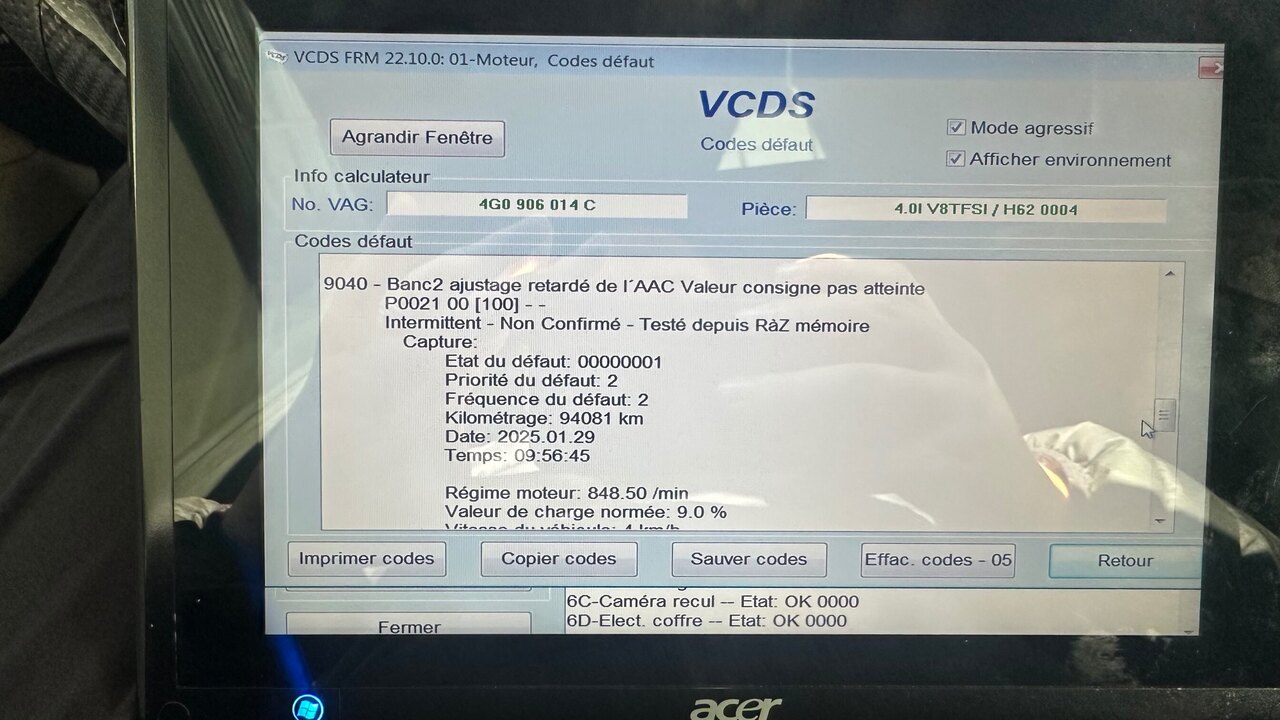 VCDS FRM 22.10.0: 01-Moteur, Codes défaut
VCDS
Agrandir Fenêtre
Codes défaut
Mode agressif
Afficher environnement
Info calculateur
No. VAG: 4G0 906 014 C
Pièce: 4.0l V8TFSI / H62 0004
Codes défaut
9040 - Banc2 ajustage retardé de l´AAC Valeur consigne pas atteinte
P0021 00 [100] - -
Intermittent - Non Confirmé - Testé depuis RàZ mémoire
Capture:
Etat du défaut: 00000001
Priorité du défaut: 2
Fréquence du défaut: 2
Kilométrage: 94081 km
Date: 2025.01.29
Temps: 09:56:45
Régime moteur: 848.50 /min
Valeur de charge normée: 9.0 %
Vitesse du véhicule: 4 km/h
Imprimer codes
Copier codes
Sauver codes
Effac. codes - 05
Retour
6C-Caméra recul -- Etat: OK 0000
6D-Elect. coffre -- Etat: OK 0000
Fermer
acer